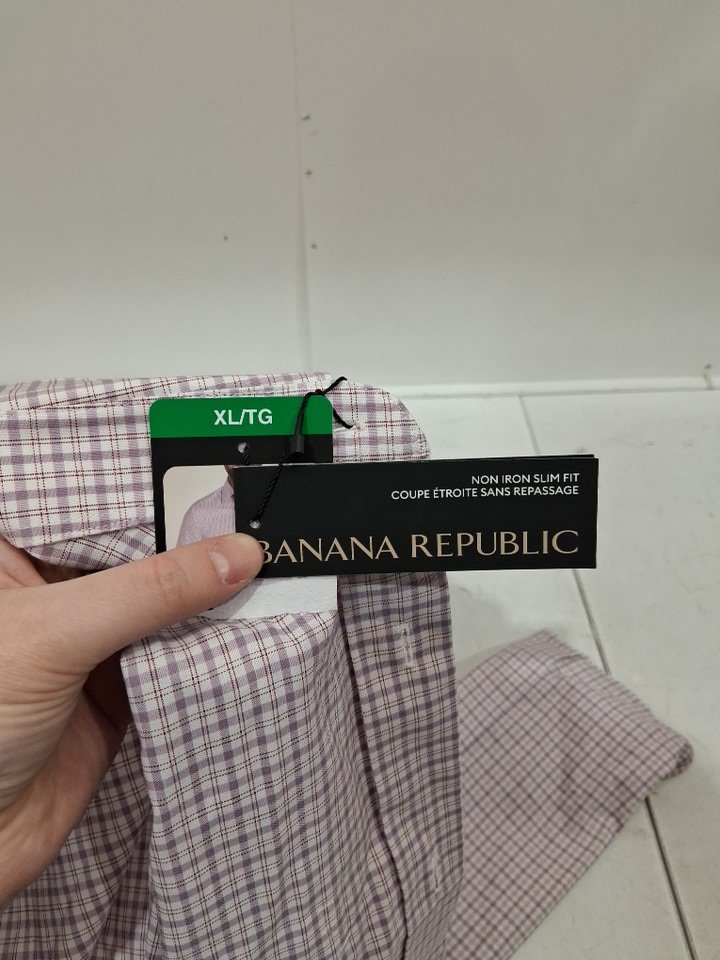 XL/TG
NON IRON SLIM FIT
COUPE ÉTROITE SANS REPASSAGE
BANANA REPUBLIC